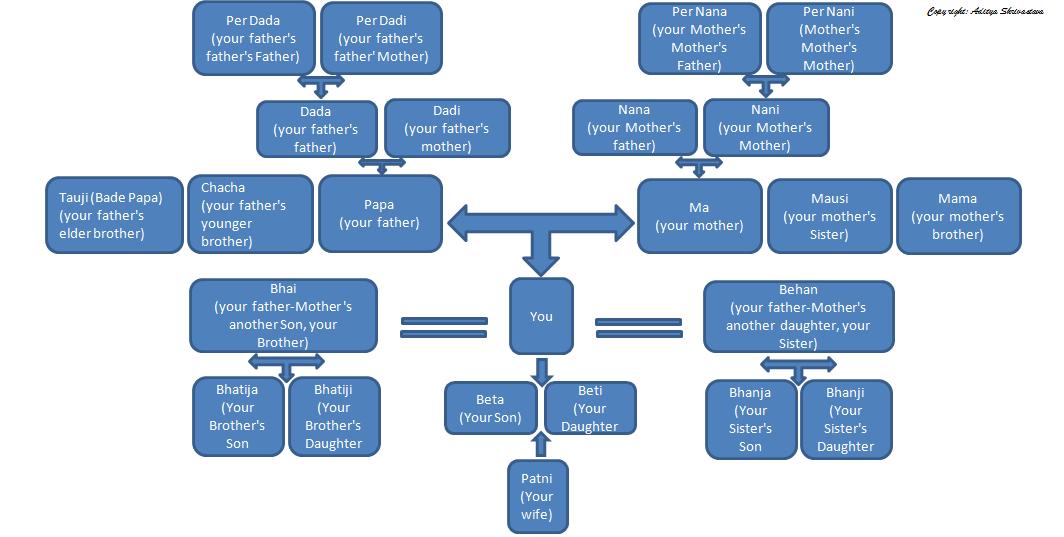 Copyright: Aditya Shrivastava
Per Dada
(your father's
father's Father)
Per Dadi
(your father's
father' Mother)
Per Nana
(your Mother's
Mother's
Father)
Per Nani
(Mother's
Mother's
Mother)
Dada
(your father's
father)
Dadi
(your father's
mother)
Nana
(your Mother's
father)
Nani
(your Mother's
Mother)
Tauji (Bade Papa)
(your father's
elder brother)
Chacha
(your father's
younger
brother)
Papa
(your father)
Ma
(your mother)
Mausi
(your mother's
Sister)
Mama
(your mother's
brother)
Bhai
(your father-Mother's
another Son, your
Brother)
You
Behan
(your father-Mother's
another daughter, your
Sister)
Bhatija
(Your
Brother's
Son
Bhatiji
(Your
Brother's
Daughter
Beta
(Your Son)
Beti
(Your
Daughter
Bhanja
(Your
Sister's
Son
Bhanji
(Your
Sister's
Daughter
Patni
(Your
wife)